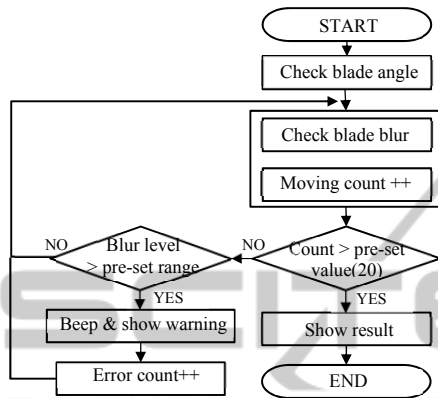 START
Check blade angle
Check blade blur
Moving count ++
NO
Blur level
> pre-set range
NO
Count > pre-set
value(20)
YES
YES
Beep & show warning
Show result
Error count++
END